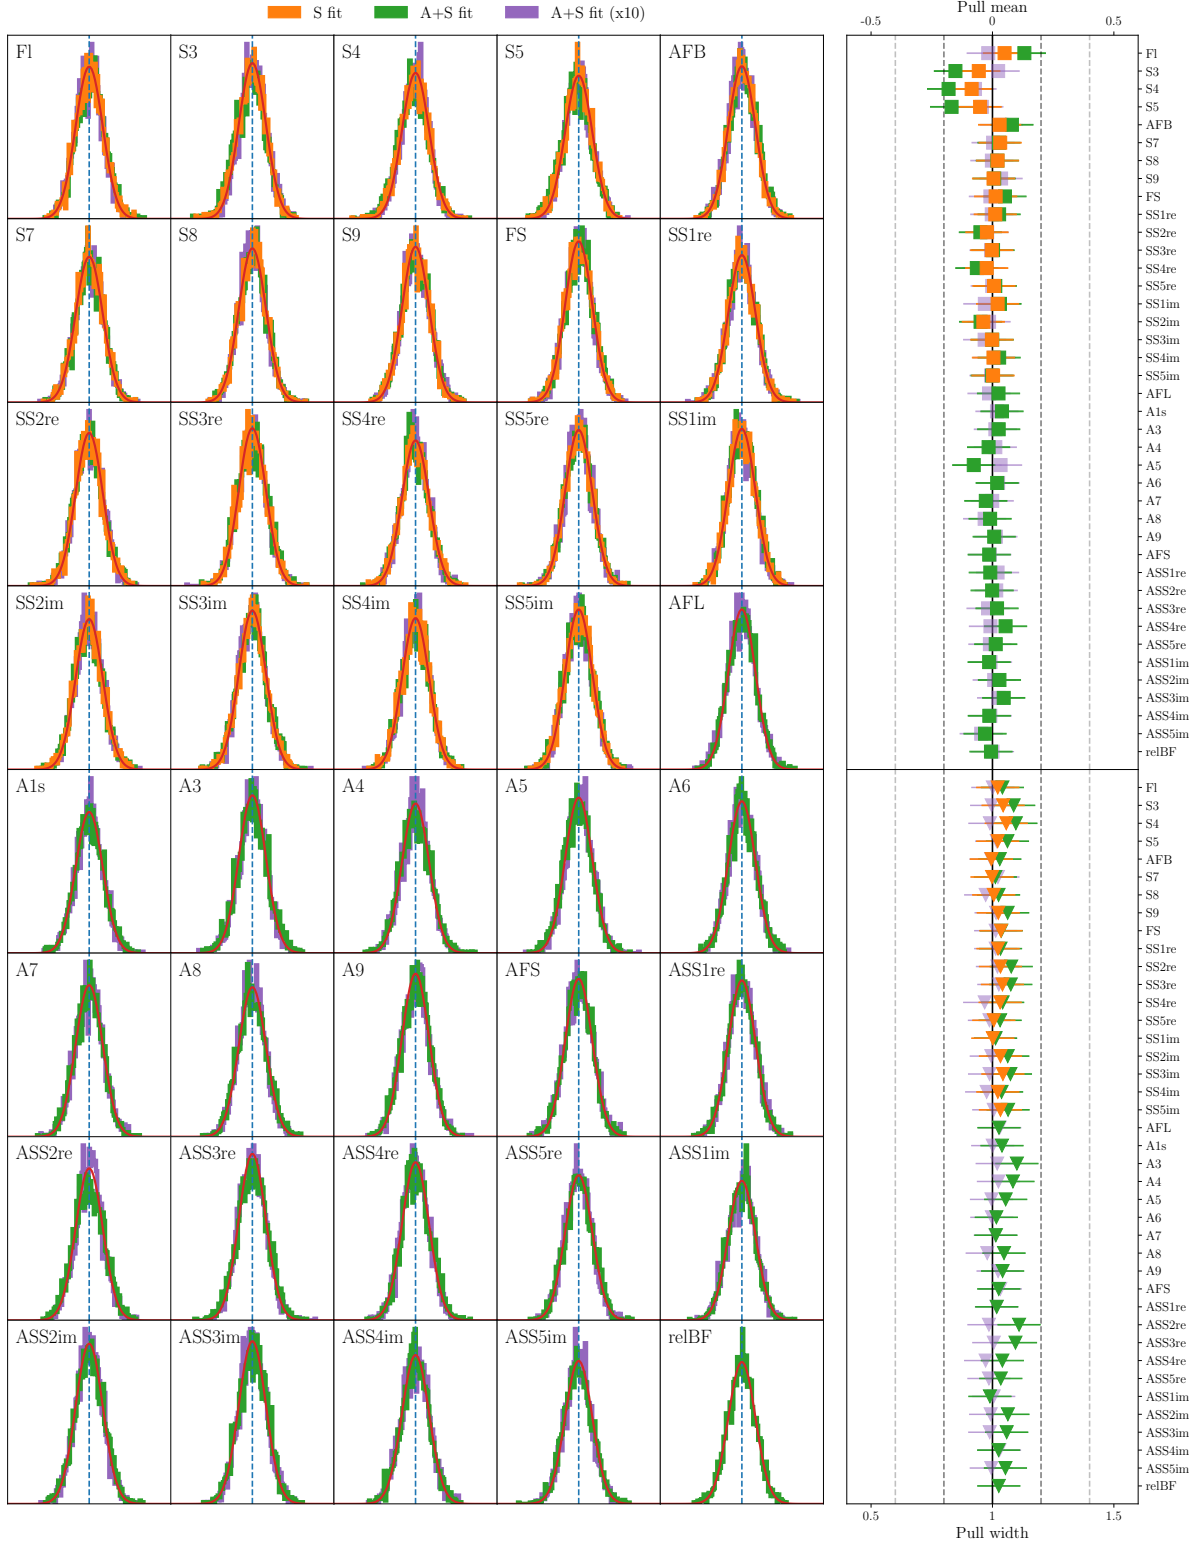 S fit A+S fit A+S fit (x10)
Fl S3 S4 S5 AFB
S7 S8 S9 FS SS1re
SS2re SS3re SS4re SS5re SS1im
SS2im SS3im SS4im SS5im AFL
A1s A3 A4 A5 A6
A7 A8 A9 AFS ASS1re
ASS2re ASS3re ASS4re ASS5re ASS1im
ASS2im ASS3im ASS4im ASS5im relBF
Pull mean
-0.5 0 0.5
Fl
S3
S4
S5
AFB
S7
S8
S9
FS
SS1re
SS2re
SS3re
SS4re
SS5re
SS1im
SS2im
SS3im
SS4im
SS5im
AFL
A1s
A3
A4
A5
A6
A7
A8
A9
AFS
ASS1re
ASS2re
ASS3re
ASS4re
ASS5re
ASS1im
ASS2im
ASS3im
ASS4im
ASS5im
relBF
Fl
S3
S4
S5
AFB
S7
S8
S9
FS
SS1re
SS2re
SS3re
SS4re
SS5re
SS1im
SS2im
SS3im
SS4im
SS5im
AFL
A1s
A3
A4
A5
A6
A7
A8
A9
AFS
ASS1re
ASS2re
ASS3re
ASS4re
ASS5re
ASS1im
ASS2im
ASS3im
ASS4im
ASS5im
relBF
0.5 1 1.5
Pull width